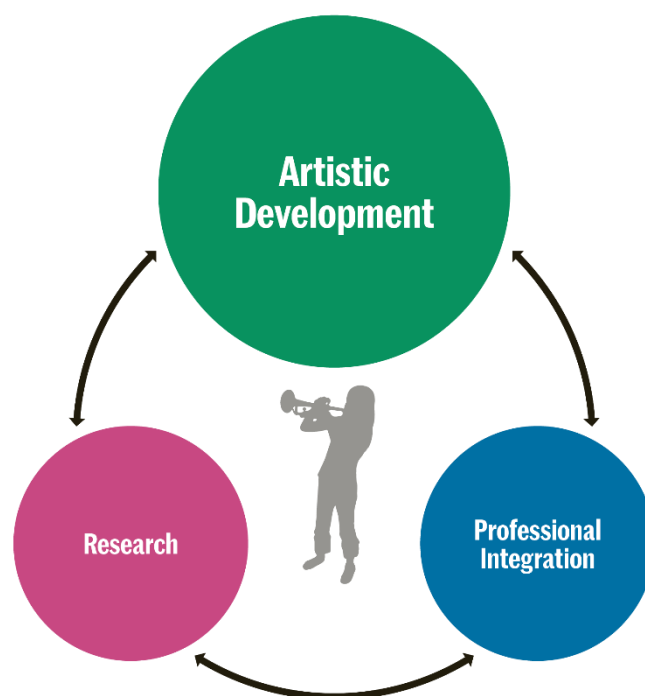 Artistic
Development
Research
Professional
Integration